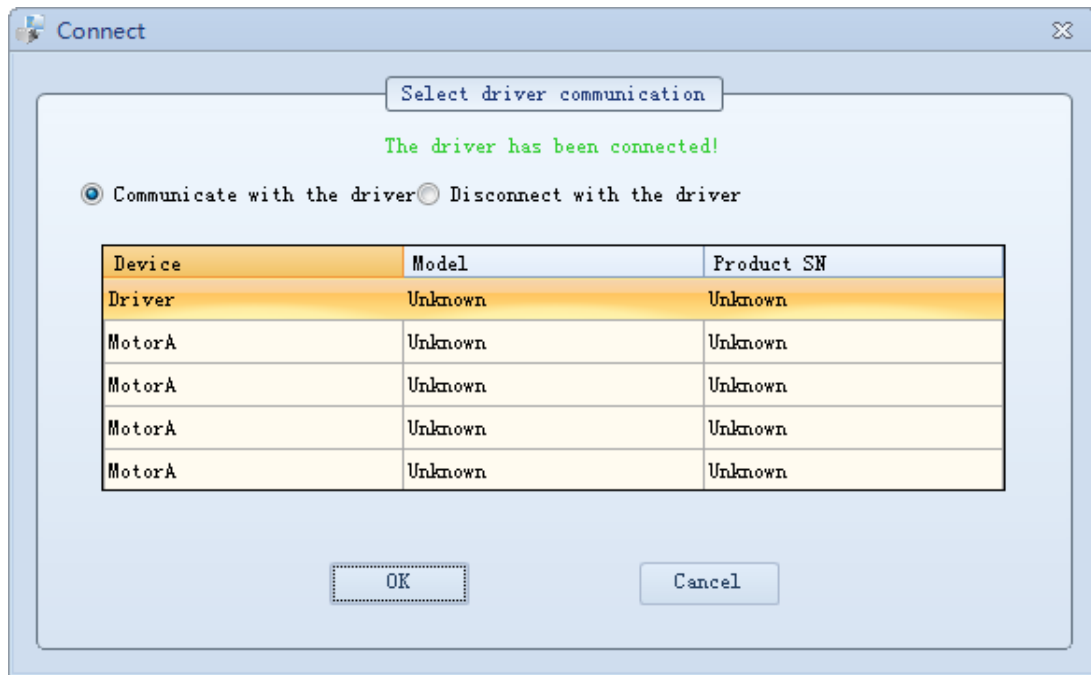 Connect
Select driver communication
The driver has been connected!
Communicate with the driver Disconnect with the driver
Device Model Product SN
Driver Unknown Unknown
MotorA Unknown Unknown
MotorA Unknown Unknown
MotorA Unknown Unknown
MotorA Unknown Unknown
OK Cancel